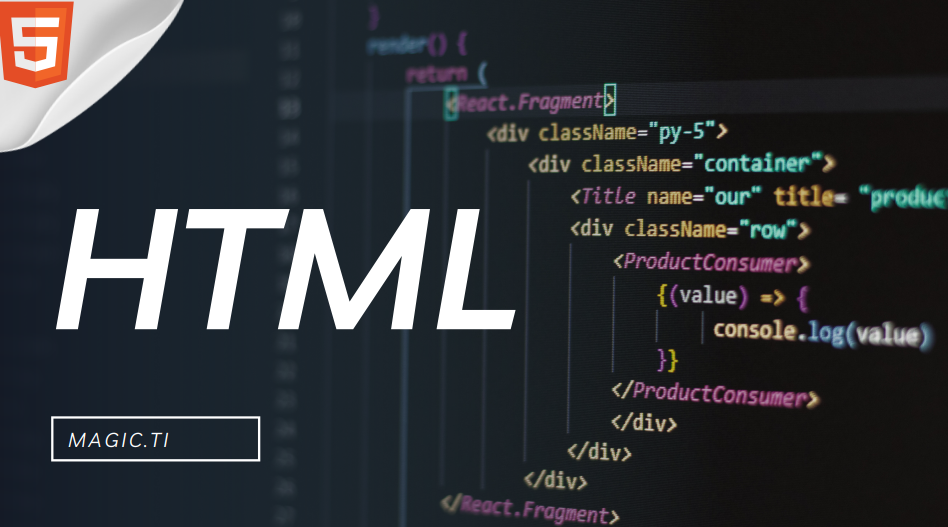 5
}
render() {
return (
<React.Fragment>
<div className="py-5">
<div className="container">
<Title name="our" title= "produc
<div className="row">
<ProductConsumer>
{(value) => {
console.log(value)
}}
</ProductConsumer>
</div>
</div>
</div>
</React.Fragment>
HTML
MAGIC.TI